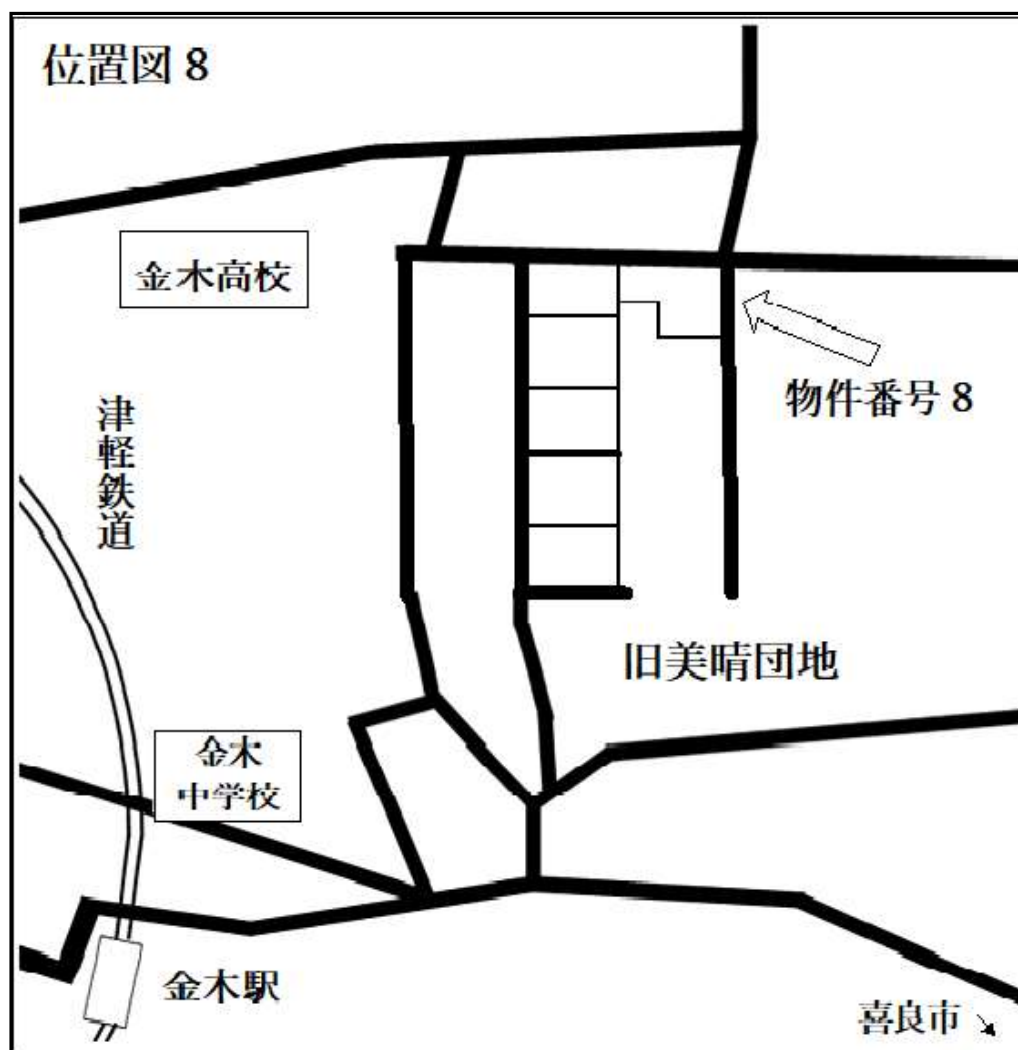 位置図8
金木高校
物件番号8
津軽鉄道
旧美晴団地
金木
中学校
金木駅
喜良市